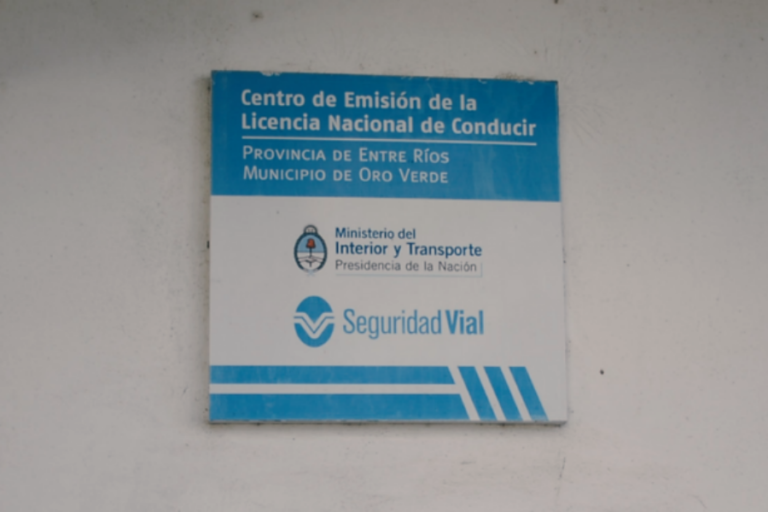 Centro de Emisión de la
Licencia Nacional de Conducir
Provincia de Entre Ríos
Municipio de Oro Verde
Ministerio del
Interior y Transporte
Presidencia de la Nación
Seguridad Vial